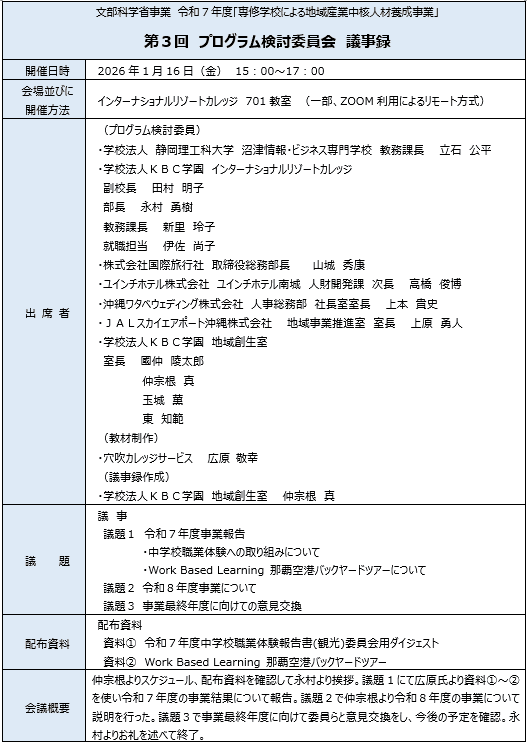 文部科学省事業 令和７年度「専修学校による地域産業中核人材養成事業」
第３回 プログラム検討委員会 議事録
開催日時
2026年１月16日（金） 15：00～17：00
会場並びに
開催方法
インターナショナルリゾートカレッジ 701教室 （一部、ZOOM利用によるリモート方式）
出 席 者
（プログラム検討委員）
・学校法人 静岡理工科大学 沼津情報・ビジネス専門学校 教務課長 立石 公平
・学校法人ＫＢＣ学園 インターナショナルリゾートカレッジ
副校長 田村 明子
部長 永村 勇樹
教務課長 新里 玲子
就職担当 伊佐 尚子
・株式会社国際旅行社 取締役総務部長 山城 秀康
・ユインチホテル株式会社 ユインチホテル南城 人財開発課 次長 高橋 俊博
・沖縄ワタベウェディング株式会社 人事総務部 社長室室長 上本 貴史
・ＪＡＬスカイエアポート沖縄株式会社 地域事業推進室 室長 上原 勇人
・学校法人ＫＢＣ学園 地域創生室
室長 國仲 陵太郎
仲宗根 真
玉城 薫
東 知範
（教材制作）
・穴吹カレッジサービス 広原 敬幸
（議事録作成）
・学校法人ＫＢＣ学園 地域創生室 仲宗根 真
議 題
議 事
議題１ 令和７年度事業報告
・中学校職業体験への取り組みについて
・Work Based Learning 那覇空港バックヤードツアーについて
議題２ 令和８年度事業について
議題３ 事業最終年度に向けての意見交換
配布資料
配布資料
資料① 令和７年度中学校職業体験報告書(観光)委員会用ダイジェスト
資料② Work Based Learning 那覇空港バックヤードツアー
会議概要
仲宗根よりスケジュール、配布資料を確認して永村より挨拶。議題１にて広原氏より資料①～②
を使い令和７年度の事業結果について報告。議題２で仲宗根より令和８年度の事業について
説明を行った。議題３で事業最終年度に向けて委員らと意見交換をし、今後の予定を確認。永
村よりお礼を述べて終了。